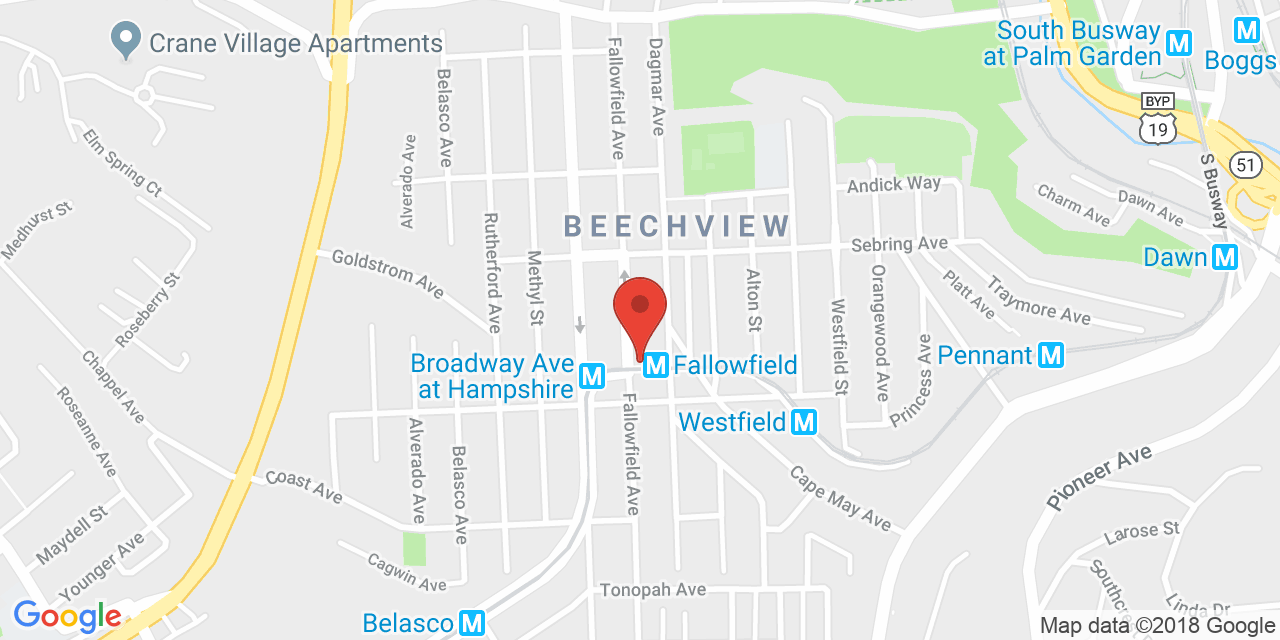 Crane Village Apartments
South Busway
at Palm Garden
M
M
Boggs
BYP
19
51
Elm Spring Ct
Belasco Ave
Fallowfield Ave
Dagmar Ave
Alverado Ave
S Busway
Medhurst St
Andick Way
Charm Ave
Dawn Ave
BEECHVIEW
Rutherford Ave
Methyl St
Sebring Ave
Dawn
M
Goldstrom Ave
Roseberry St
Alton St
Westfield St
Orangewood Ave
Platt Ave
Traymore Ave
Princess Ave
Pennant
M
Chappel Ave
Broadway Ave
at Hampshire
M
M
Fallowfield
Roseanne Ave
Westfield
M
Fallowfield Ave
Alverado Ave
Belasco Ave
Coast Ave
Cape May Ave
Pioneer Ave
Maydell St
Younger Ave
Cagwin Ave
Larose St
Tonopah Ave
Linda Dr
Google
Belasco
M
Map data ©2018 Google